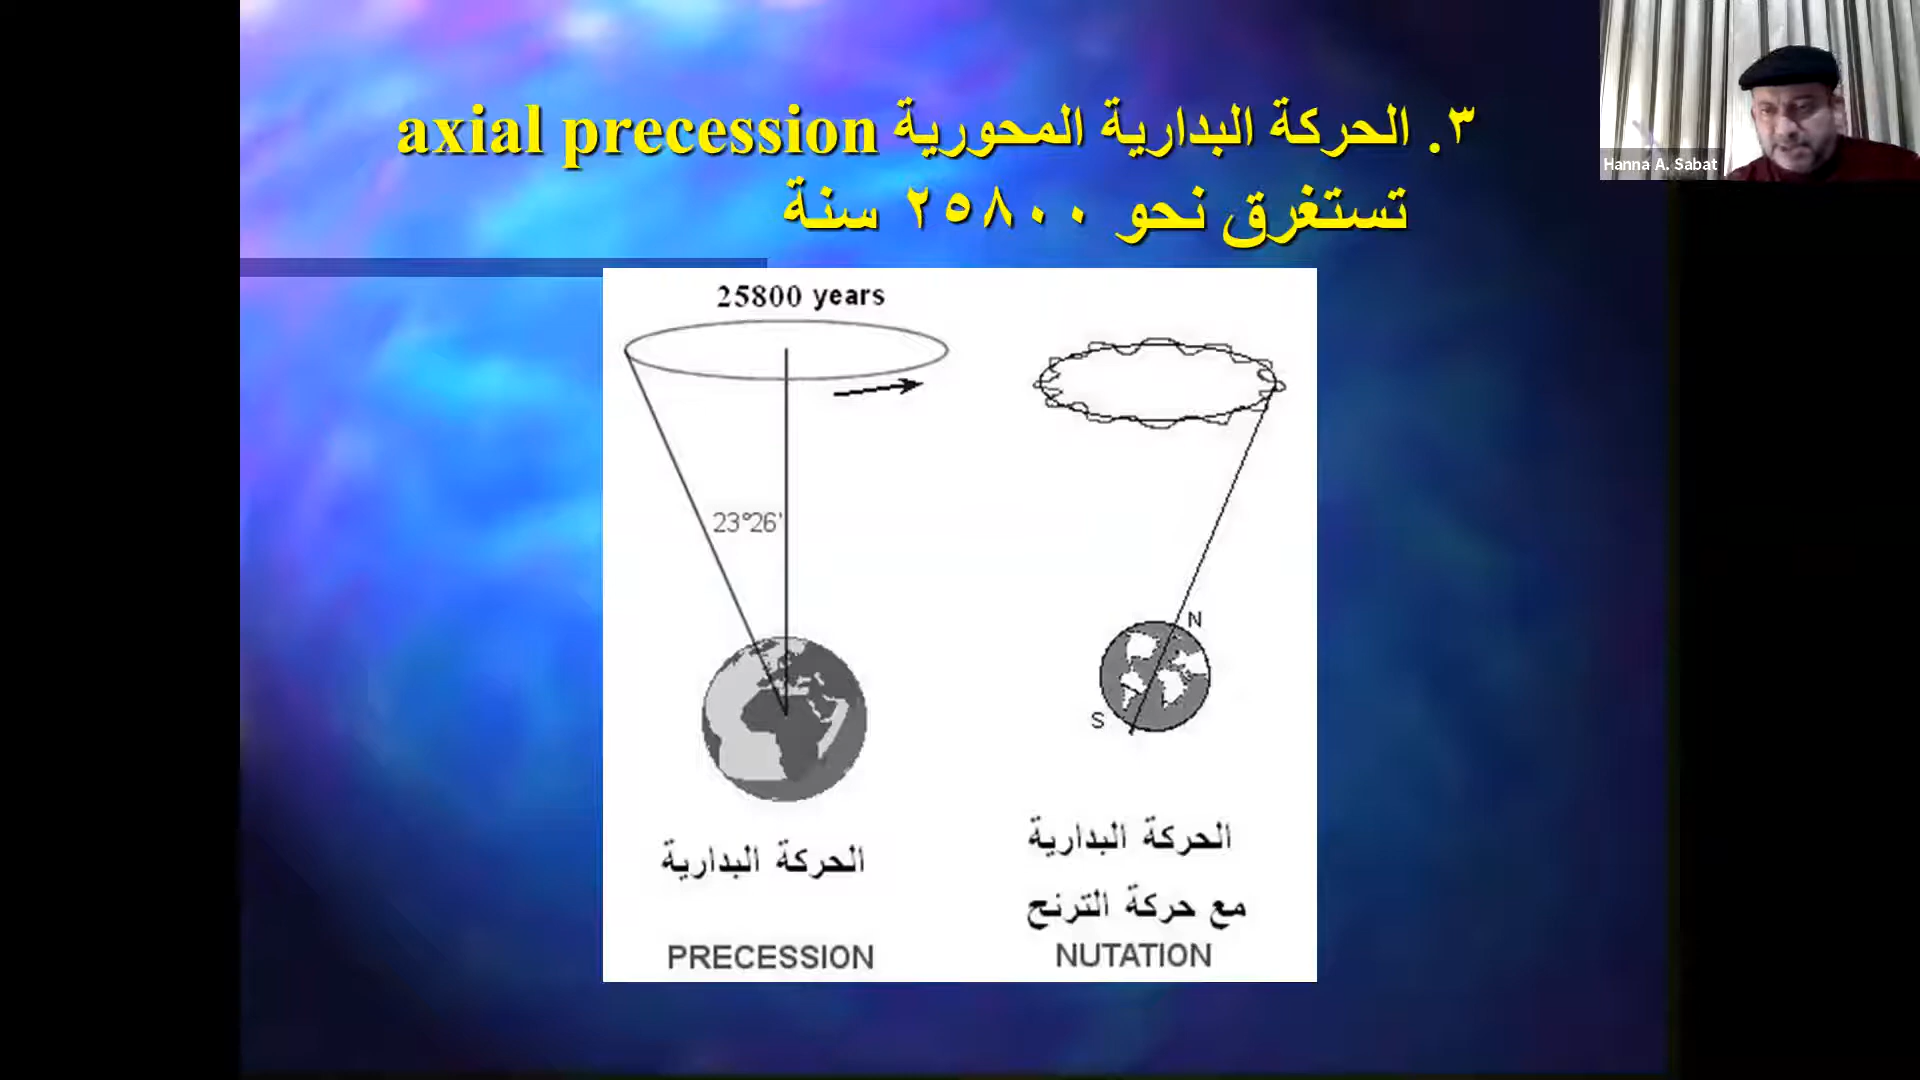 ٣. الحركة البدارية المحورية axial precession
تستغرق نحو ٢٥٨٠٠ سنة
Hanna A. Sabat
25800 years
23°26'
N
S
الحركة البدارية
PRECESSION
الحركة البدارية
مع حركة الترنح
NUTATION